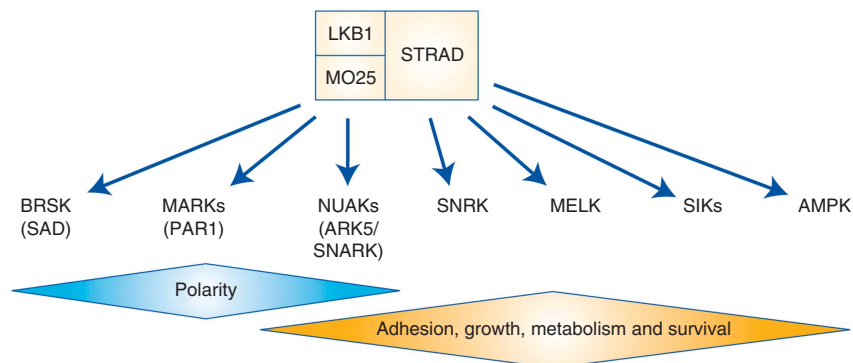 LKB1
MO25
STRAD
BRSK
(SAD)
MARKs
(PAR1)
NUAKs
(ARK5/
SNARK)
SNRK
MELK
SIKs
AMPK
Polarity
Adhesion, growth, metabolism and survival